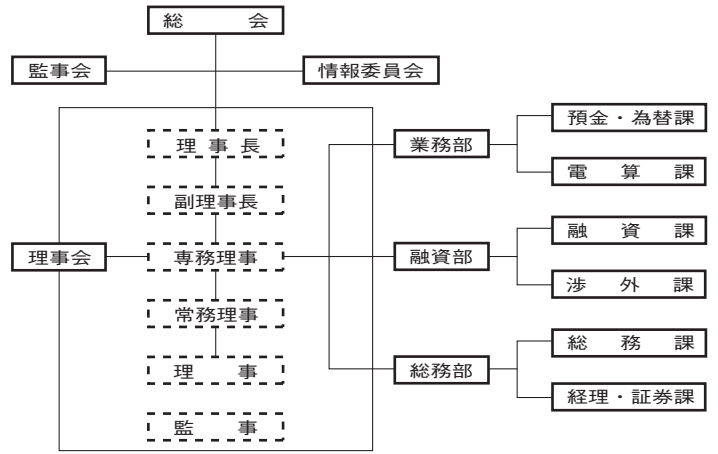 総　会
監事会
情報委員会
理事長
副理事長
理事会
専務理事
常務理事
理　事
監　事
業務部
預金・為替課
電算課
融資部
融資課
渉外課
総務部
総務課
経理・証券課